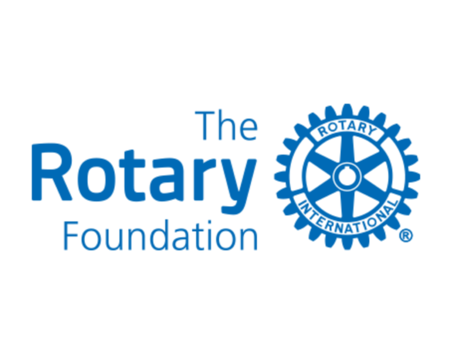 The
Rotary
Foundation
ROTARY
INTERNATIONAL
®